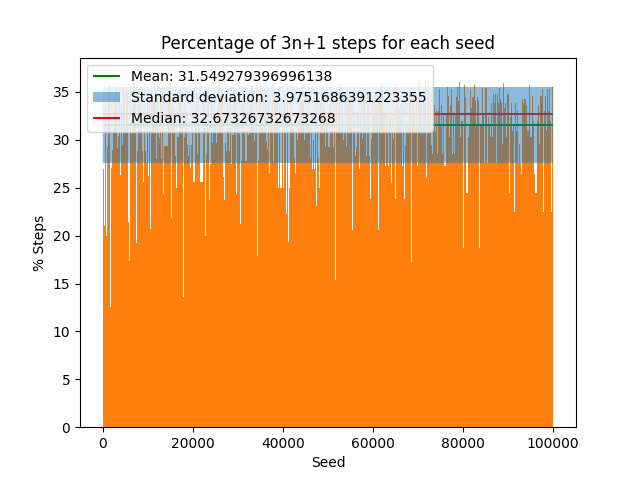 Percentage of 3n+1 steps for each seed
Mean: 31.549279396996138
Standard deviation: 3.9751686391223355
Median: 32.67326732673268
35
30
25
20
15
10
5
0
% Steps
0 20000 40000 60000 80000 100000
Seed